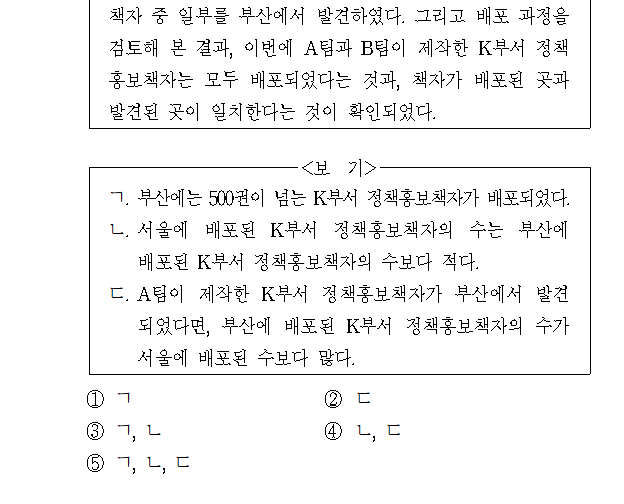 책자 중 일부를 부산에서 발견하였다. 그리고 배포 과정을
검토해 본 결과, 이번에 A팀과 B팀이 제작한 K부서 정책
홍보책자는 모두 배포되었다는 것과, 책자가 배포된 곳과
발견된 곳이 일치한다는 것이 확인되었다.
<보 기>
ㄱ. 부산에는 500권이 넘는 K부서 정책홍보책자가 배포되었다.
ㄴ. 서울에 배포된 K부서 정책홍보책자의 수는 부산에
배포된 K부서 정책홍보책자의 수보다 적다.
ㄷ. A팀이 제작한 K부서 정책홍보책자가 부산에서 발견
되었다면, 부산에 배포된 K부서 정책홍보책자의 수가
서울에 배포된 수보다 많다.
① ㄱ ② ㄷ
③ ㄱ, ㄴ ④ ㄴ, ㄷ
⑤ ㄱ, ㄴ, ㄷ